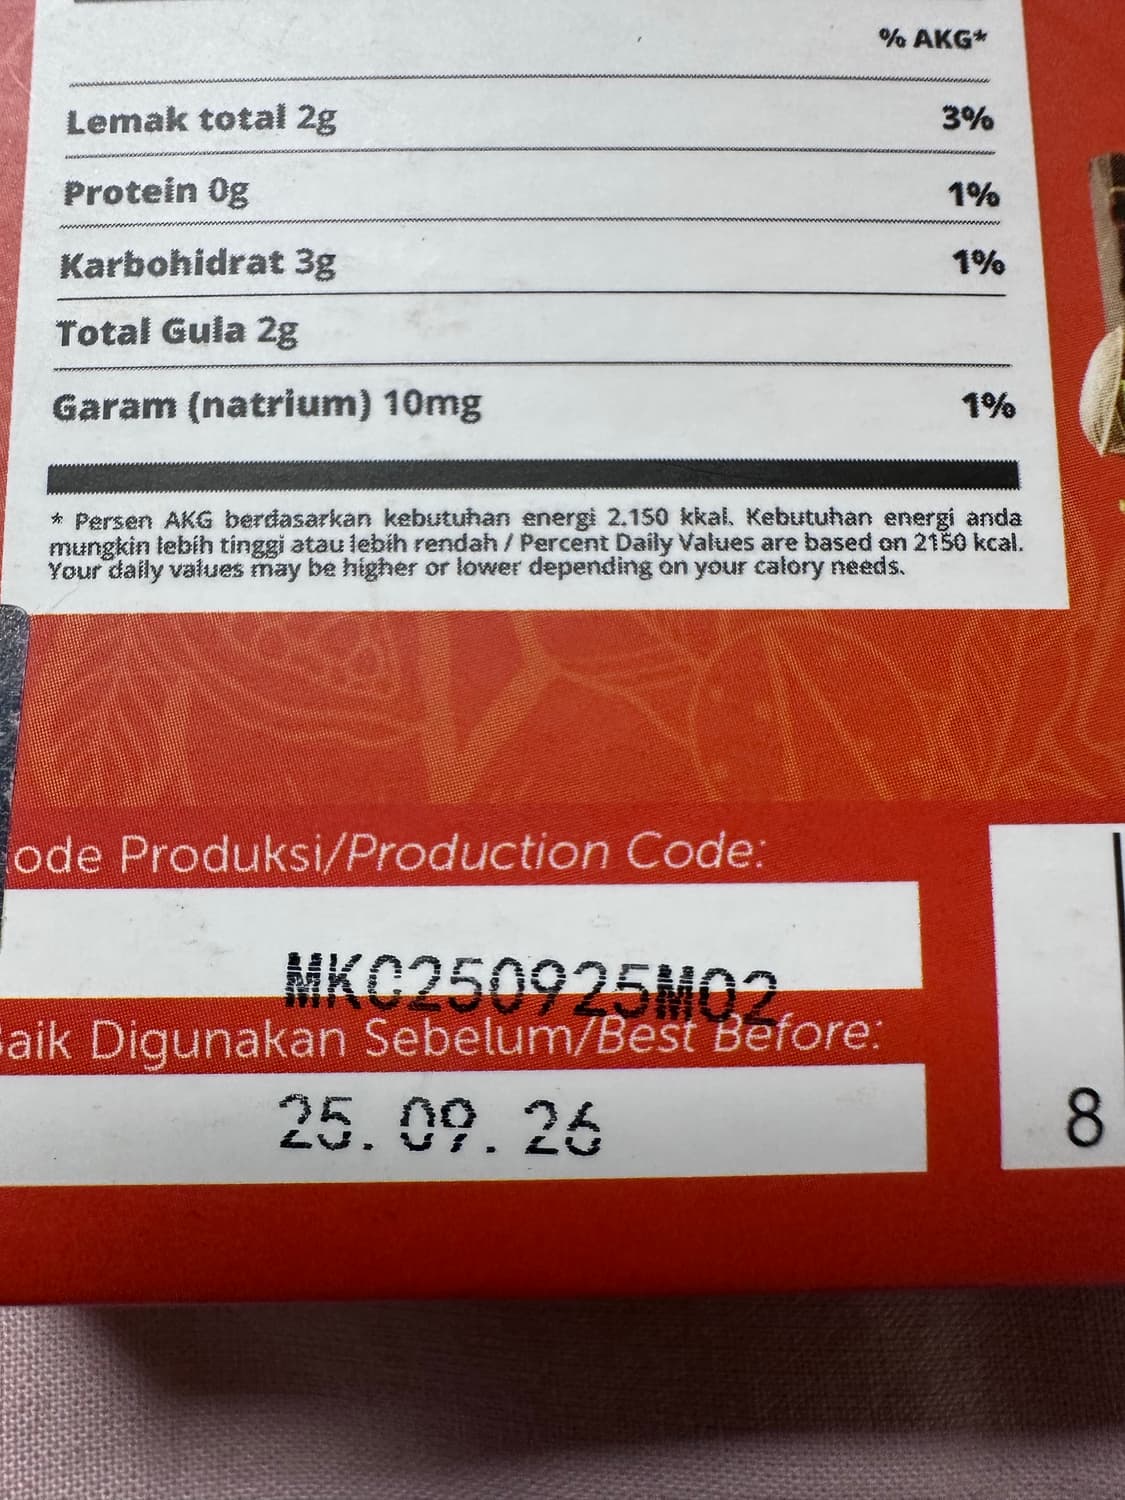 % AKG*
Lemak total 2g 3%
Protein 0g 1%
Karbohidrat 3g 1%
Total Gula 2g
Garam (natrium) 10mg 1%
* Persen AKG berdasarkan kebutuhan energi 2.150 kkal. Kebutuhan energi anda
mungkin lebih tinggi atau lebih rendah / Percent Daily Values are based on 2150 kcal.
Your daily values may be higher or lower depending on your calory needs.
ode Produksi/Production Code:
MKC250925M02
aik Digunakan Sebelum/Best Before:
25.09.26
8